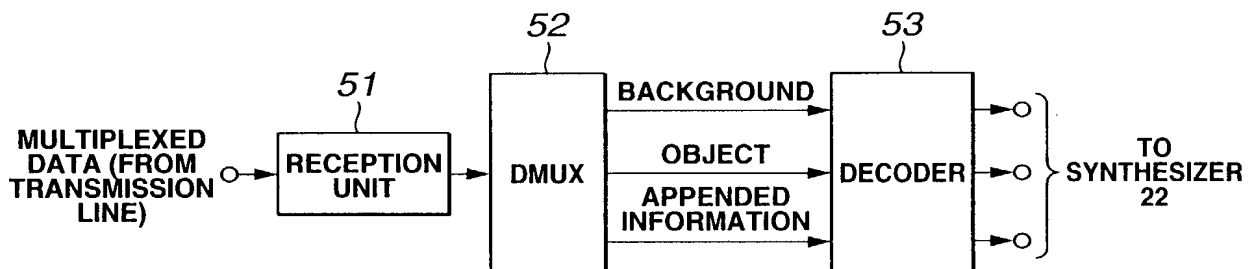 51
52
53
MULTIPLEXED
DATA (FROM
TRANSMISSION
LINE)
RECEPTION
UNIT
DMUX
BACKGROUND
OBJECT
APPENDED
INFORMATION
DECODER
TO
SYNTHESIZER
22